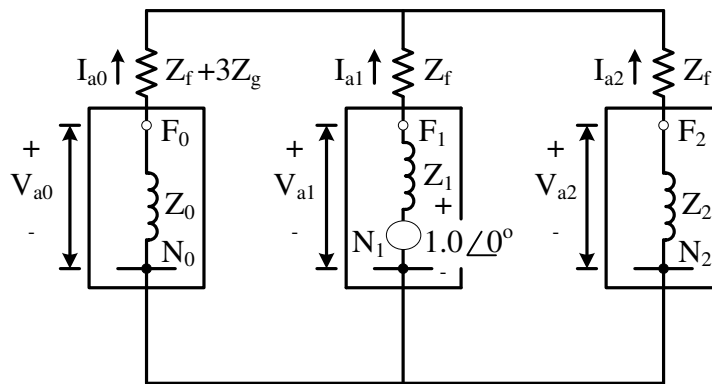 I_a0 Z_f +3Z_g
I_a1 Z_f
I_a2 Z_f
+ F_0
V_a0
- Z_0
N_0
+ F_1
V_a1 Z_1
+
- N_1 1.0∠0°
-
+ F_2
V_a2
- Z_2
N_2